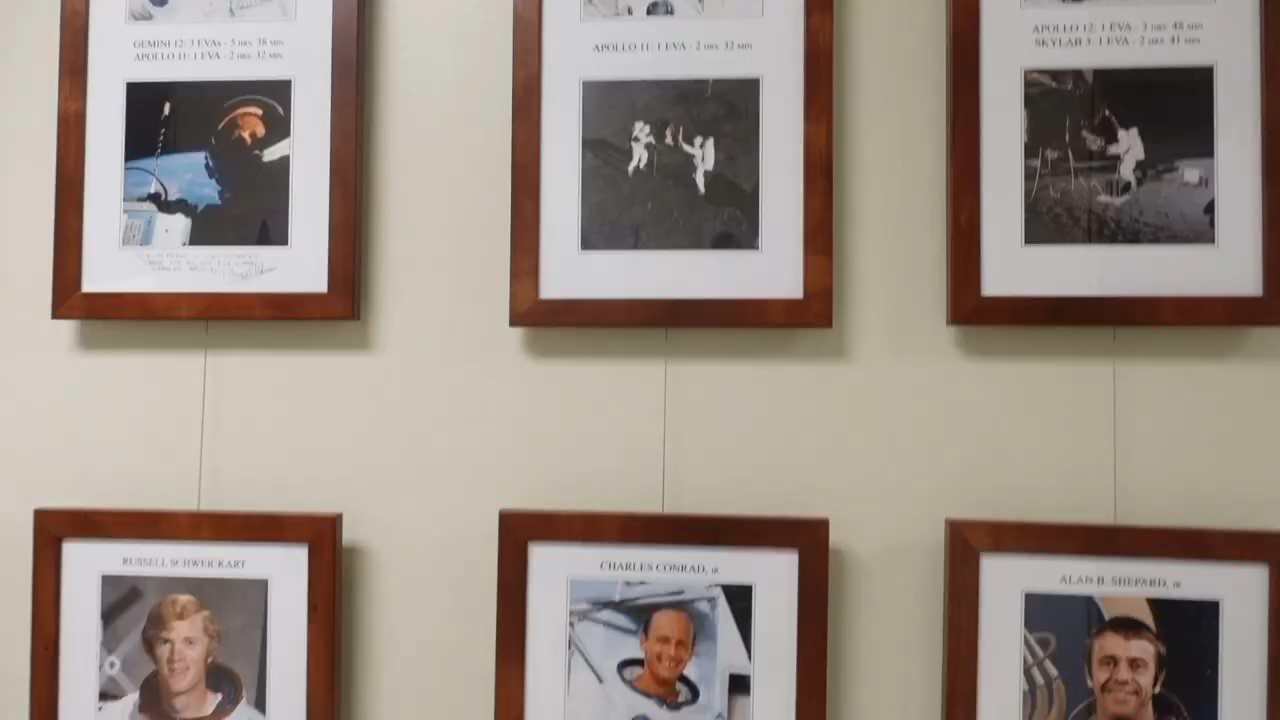 GEMINI 12: 3 EVAs - 5 HRS 38 MIN
APOLLO 11: 1 EVA - 2 HRS 32 MIN
APOLLO 11: 1 EVA - 2 HRS 32 MIN
APOLLO 12: 1 EVA - 3 HRS 48 MIN
SKYLAB 3: 1 EVA - 2 HRS 41 MIN
RUSSELL SCHWEICKART
CHARLES CONRAD, JR.
ALAN B. SHEPARD, JR.